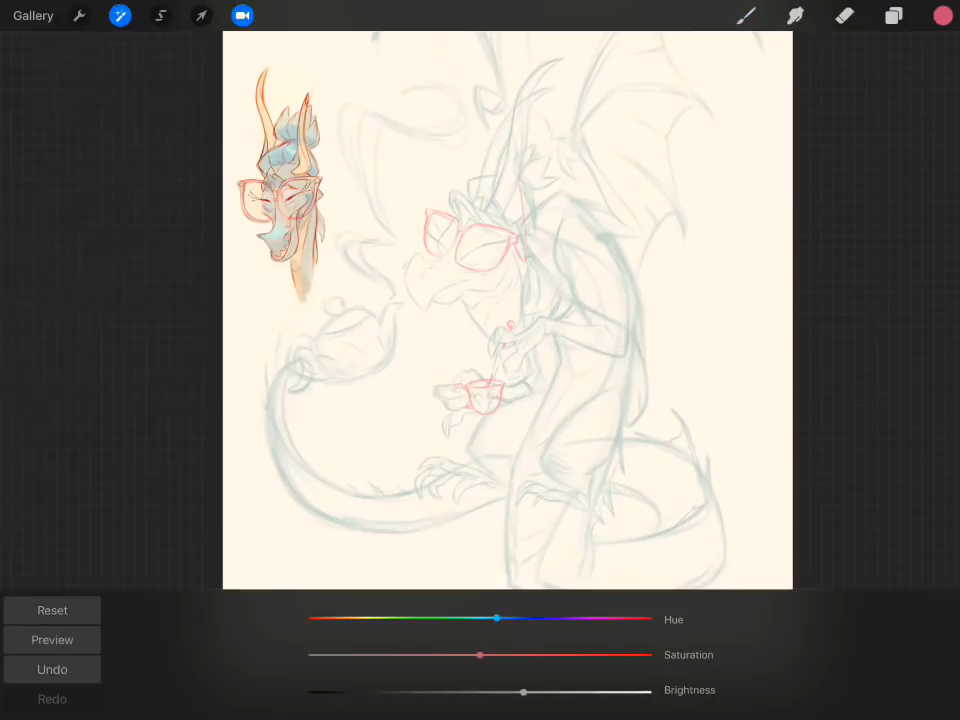 Gallery
Reset
Preview
Undo
Redo
Hue
Saturation
Brightness